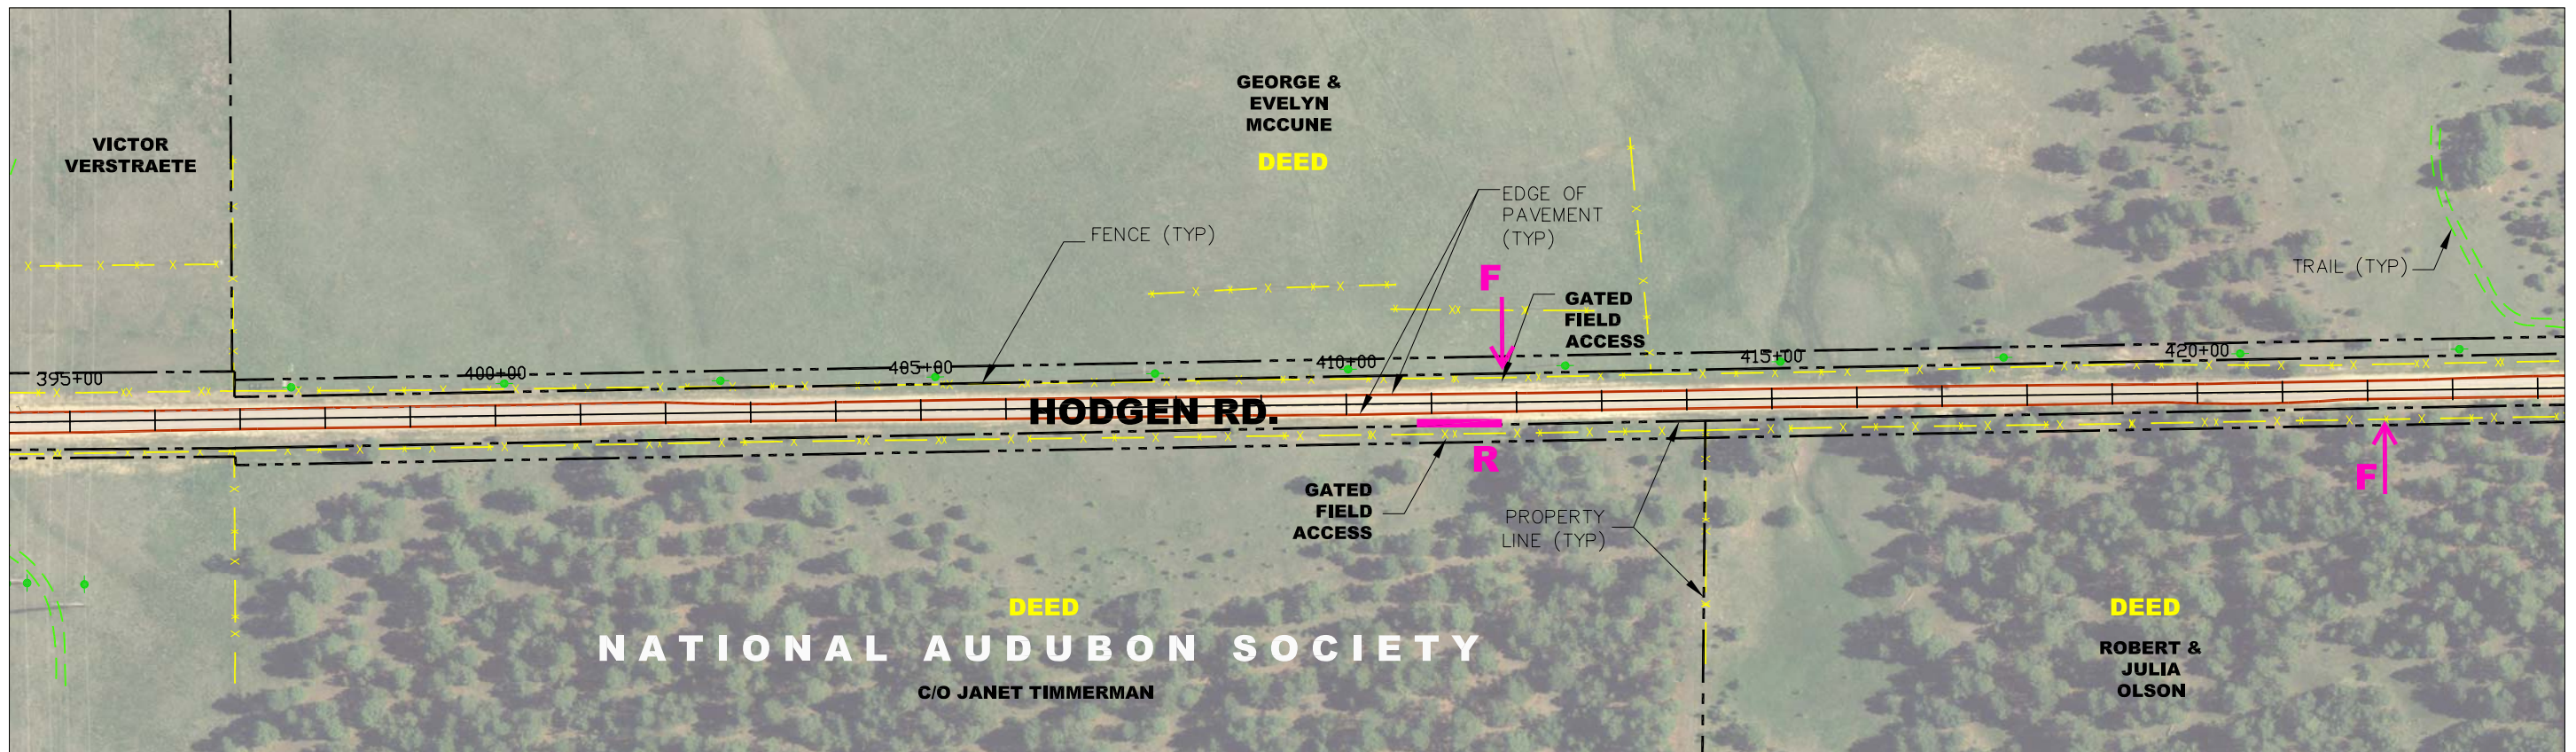 GEORGE &
EVELYN
MCCUNE
DEED
VICTOR
VERSTRAETE
EDGE OF
PAVEMENT
(TYP)
FENCE (TYP)
TRAIL (TYP)
F
GATED
FIELD
ACCESS
395+00
400+00
405+00
410+00
415+00
420+00
HODGEN RD.
R
F
GATED
FIELD
ACCESS
PROPERTY
LINE (TYP)
DEED
NATIONAL AUDUBON SOCIETY
C/O JANET TIMMERMAN
DEED
ROBERT &
JULIA
OLSON